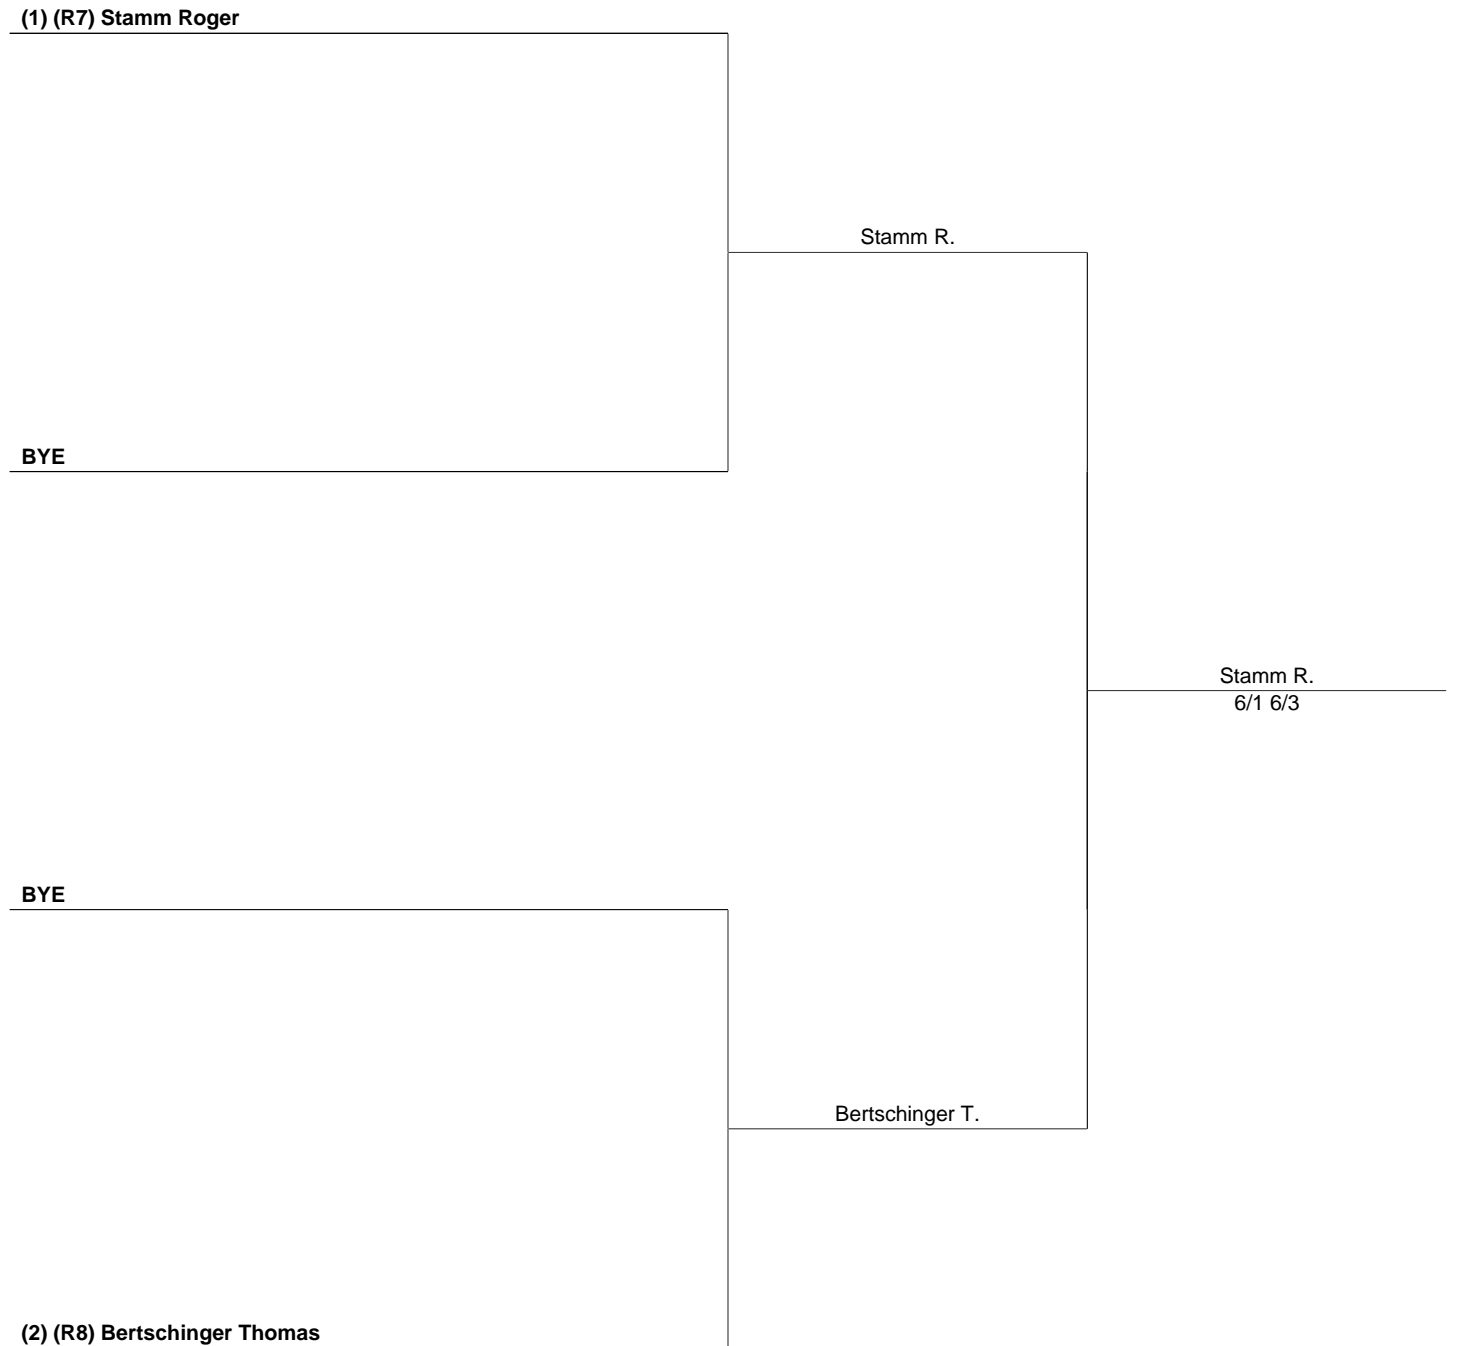 (1) (R7) Stamm Roger
Stamm R.
BYE
Stamm R.
6/1 6/3
BYE
Bertschinger T.
(2) (R8) Bertschinger Thomas